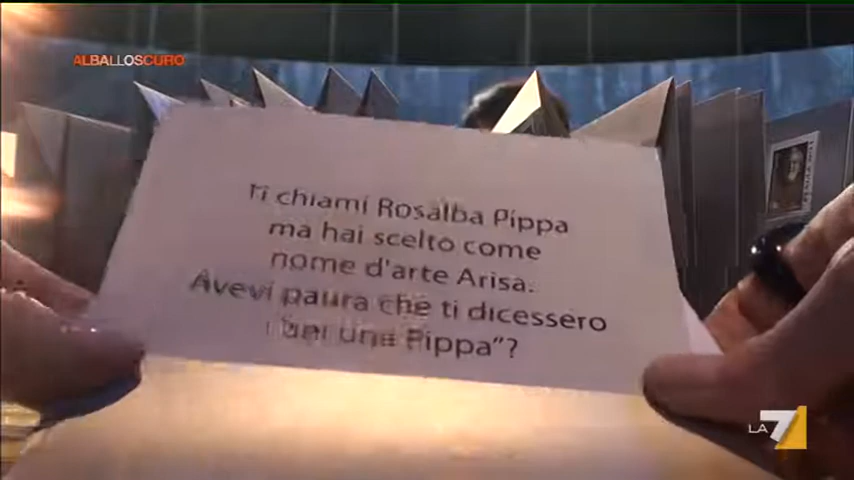 ALBALLOSCURO
Ti chiami Rosalba Pippa
ma hai scelto come
nome d'arte Arisa.
Avevi paura che ti dicessero
una Pippa"?
LA7